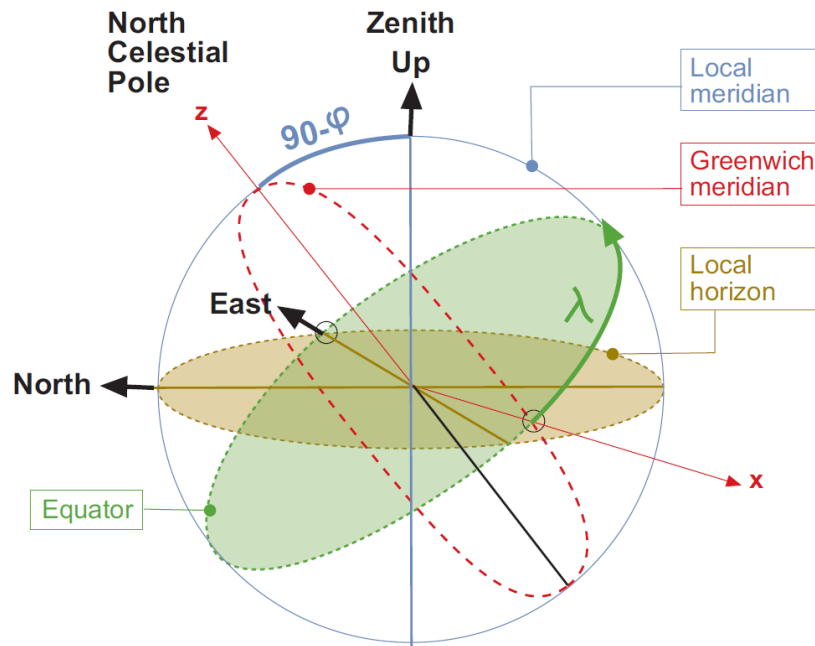 North
Celestial
Pole
Zenith
Up
Local
meridian
z
90-φ
Greenwich
meridian
Local
horizon
East
λ
North
x
Equator